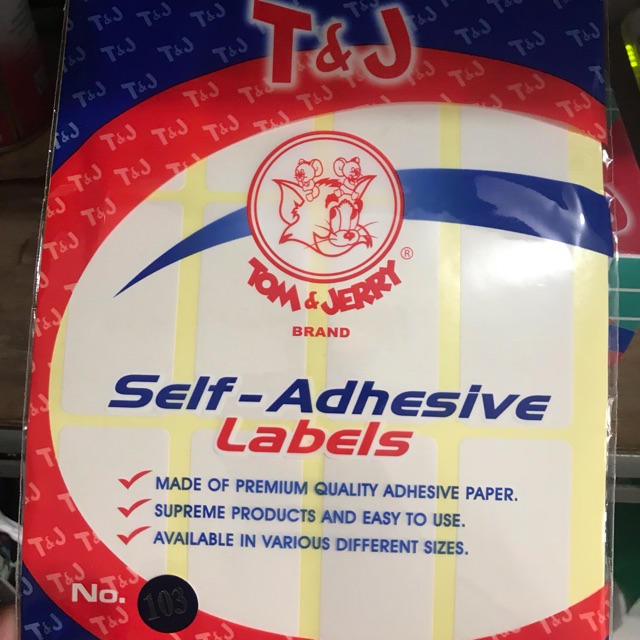 T&J
TOM & JERRY ®
BRAND
Self-Adhesive
Labels
MADE OF PREMIUM QUALITY ADHESIVE PAPER.
SUPREME PRODUCTS AND EASY TO USE.
AVAILABLE IN VARIOUS DIFFERENT SIZES.
No. 103